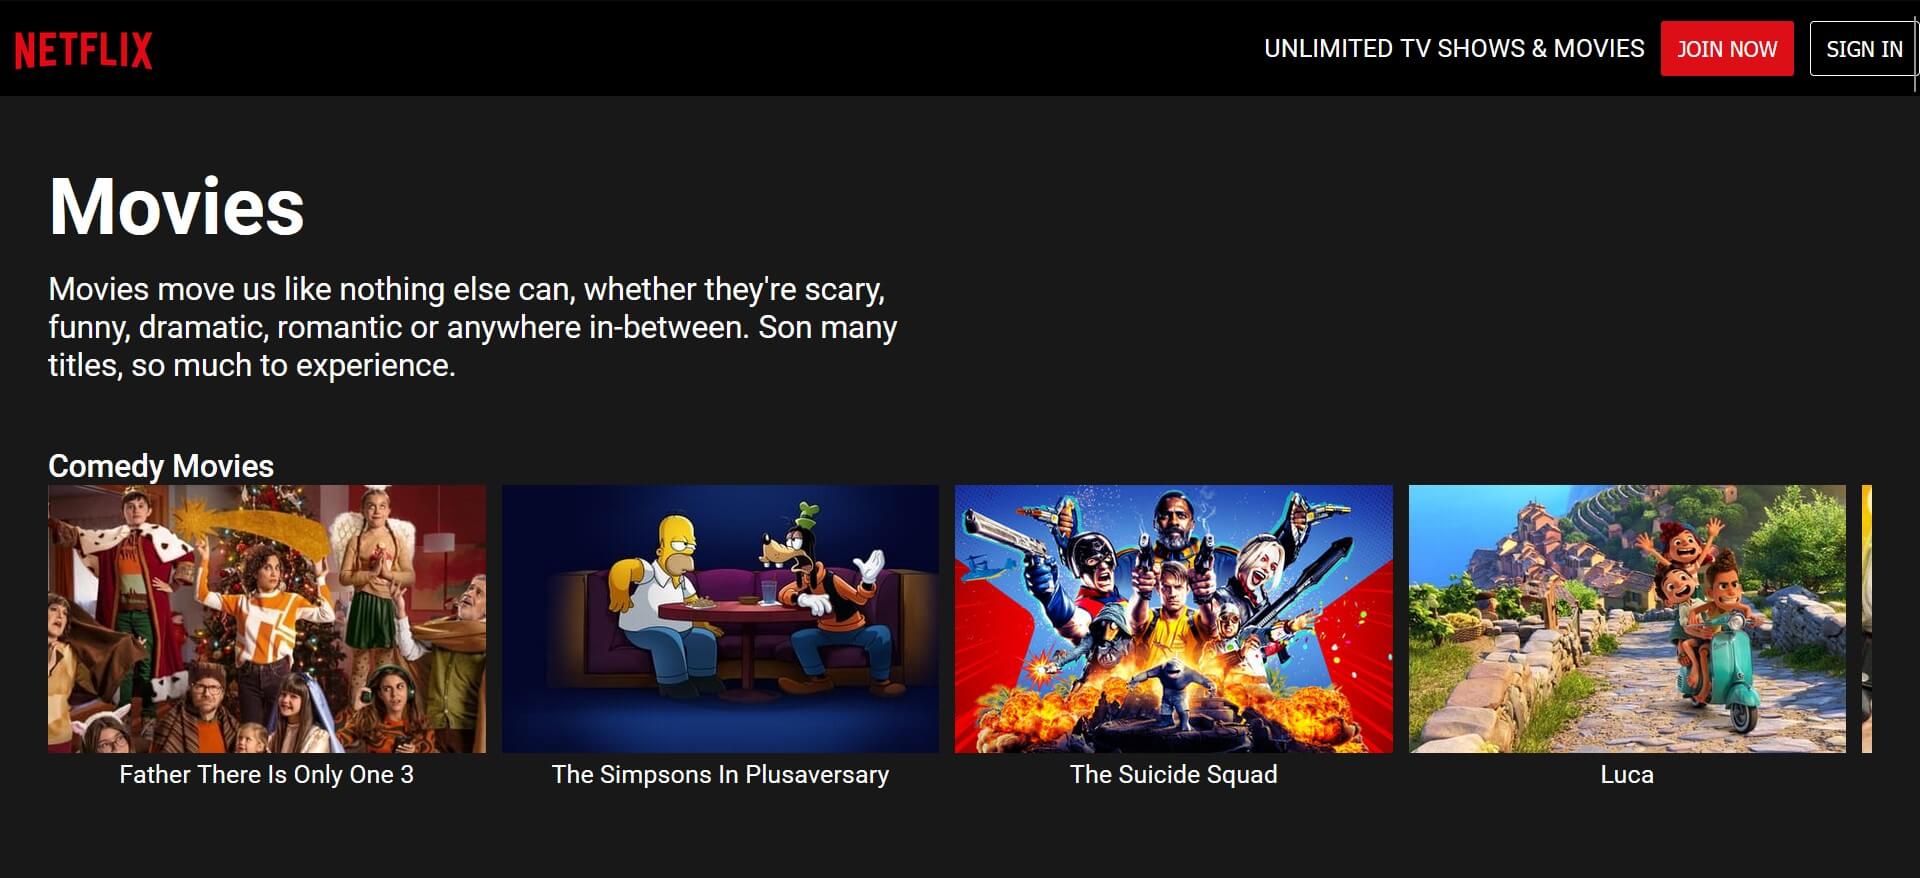 NETFLIX
UNLIMITED TV SHOWS & MOVIES
JOIN NOW
SIGN IN
Movies
Movies move us like nothing else can, whether they're scary,
funny, dramatic, romantic or anywhere in-between. Son many
titles, so much to experience.
Comedy Movies
Father There Is Only One 3
The Simpsons In Plusaversary
The Suicide Squad
Luca